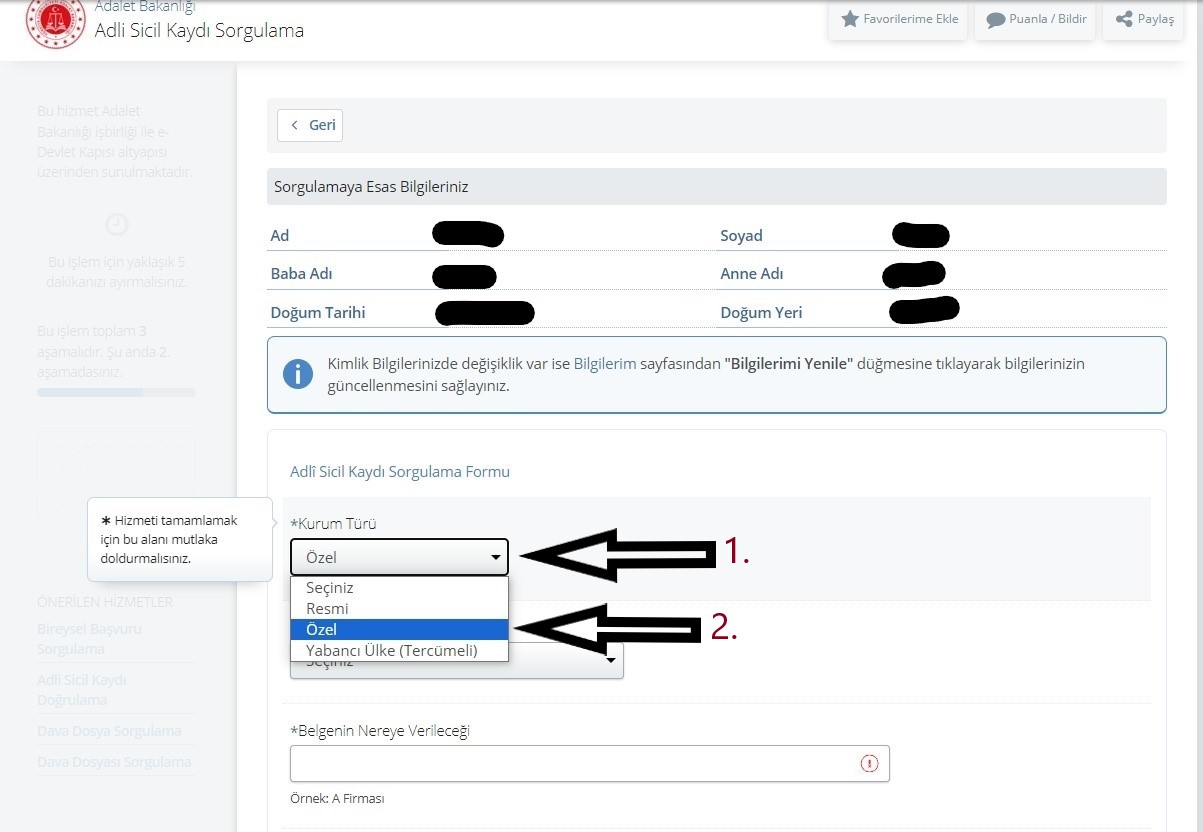 Adalet Bakanlığı
Adli Sicil Kaydı Sorgulama
Favorilerime Ekle
Puanla / Bildir
Paylaş
Bu hizmet Adalet
Bakanlığı işbirliği ile e-
Devlet Kapısı altyapısı
üzerinden sunulmaktadır.
Bu işlem için yaklaşık 5
dakikanızı ayırmalısınız.
Bu işlem toplam 3
aşamalıdır. Şu anda 2.
aşamadasınız.
Geri
Sorgulamaya Esas Bilgileriniz
Ad
Soyad
Baba Adı
Anne Adı
Doğum Tarihi
Doğum Yeri
Kimlik Bilgilerinizde değişiklik var ise Bilgilerim sayfasından "Bilgilerimi Yenile" düğmesine tıklayarak bilgilerinizin
güncellenmesini sağlayınız.
Adlî Sicil Kaydı Sorgulama Formu
* Hizmeti tamamlamak
için bu alanı mutlaka
doldurmalısınız.
*Kurum Türü
Özel
1.
Seçiniz
Resmi
Özel
2.
Yabancı Ülke (Tercümeli)
Seçiniz
*Belgenin Nereye Verileceği
Örnek: A Firması
ÖNERİLEN HİZMETLER
Bireysel Başvuru
Sorgulama
Adli Sicil Kaydı
Doğrulama
Dava Dosya Sorgulama
Dava Dosyası Sorgulama